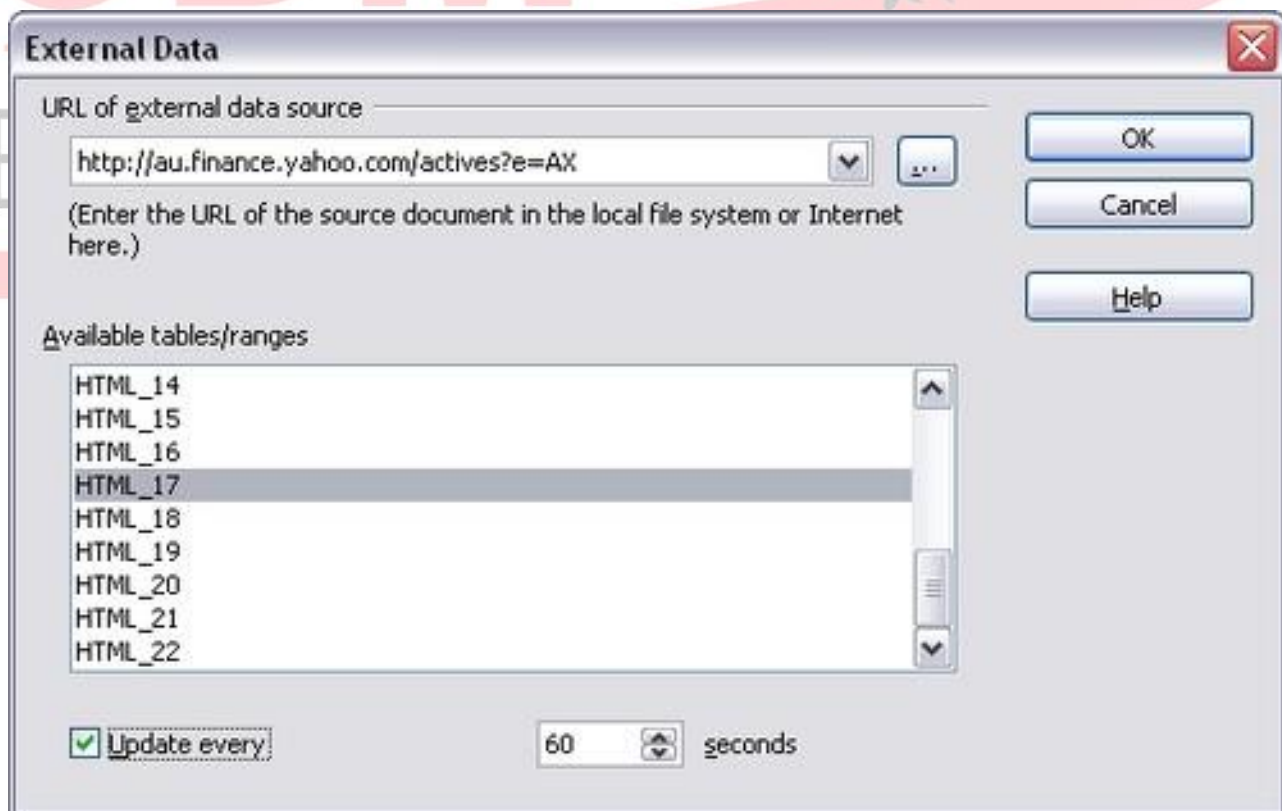 External Data
URL of external data source
http://au.finance.yahoo.com/actives?e=AX
...
(Enter the URL of the source document in the local file system or Internet
here.)
OK
Cancel
Help
Available tables/ranges
HTML_14
HTML_15
HTML_16
HTML_17
HTML_18
HTML_19
HTML_20
HTML_21
HTML_22
Update every
60
seconds